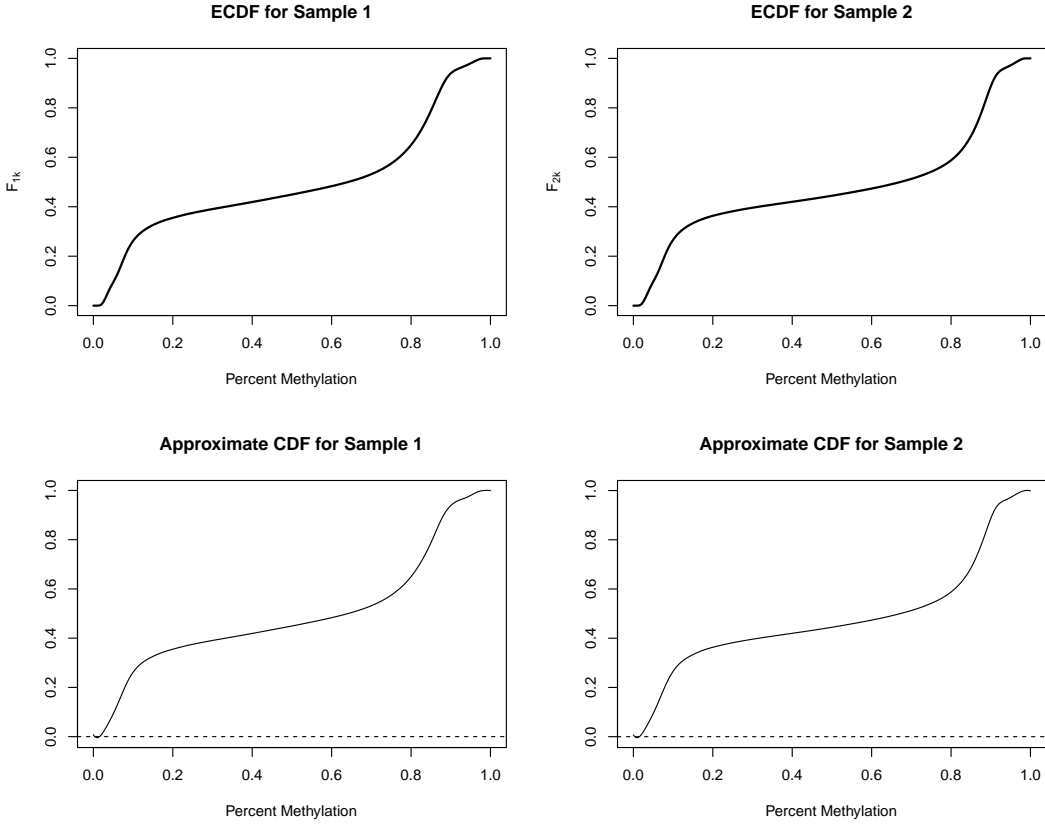 ECDF for Sample 1
F1k
1.0
0.8
0.6
0.4
0.2
0.0
0.0 0.2 0.4 0.6 0.8 1.0
Percent Methylation
ECDF for Sample 2
F2k
1.0
0.8
0.6
0.4
0.2
0.0
0.0 0.2 0.4 0.6 0.8 1.0
Percent Methylation
Approximate CDF for Sample 1
1.0
0.8
0.6
0.4
0.2
0.0
0.0 0.2 0.4 0.6 0.8 1.0
Percent Methylation
Approximate CDF for Sample 2
1.0
0.8
0.6
0.4
0.2
0.0
0.0 0.2 0.4 0.6 0.8 1.0
Percent Methylation